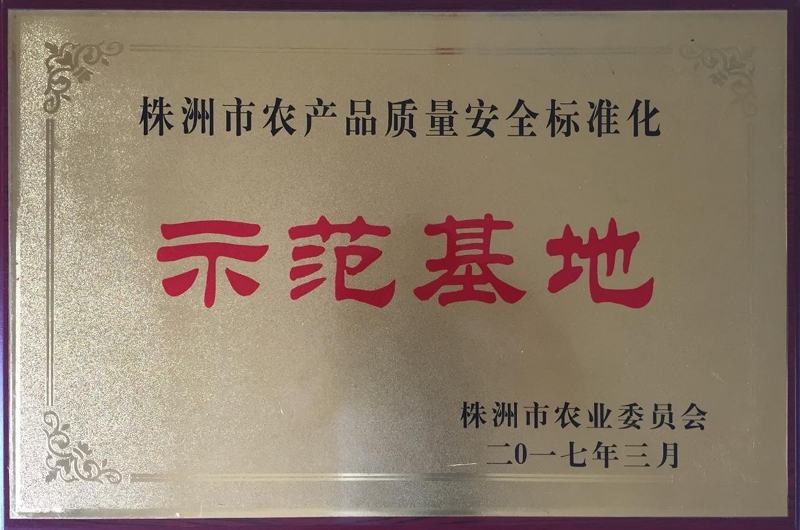 株洲市农产品质量安全标准化
示范基地
株洲市农业委员会
二0一七年三月